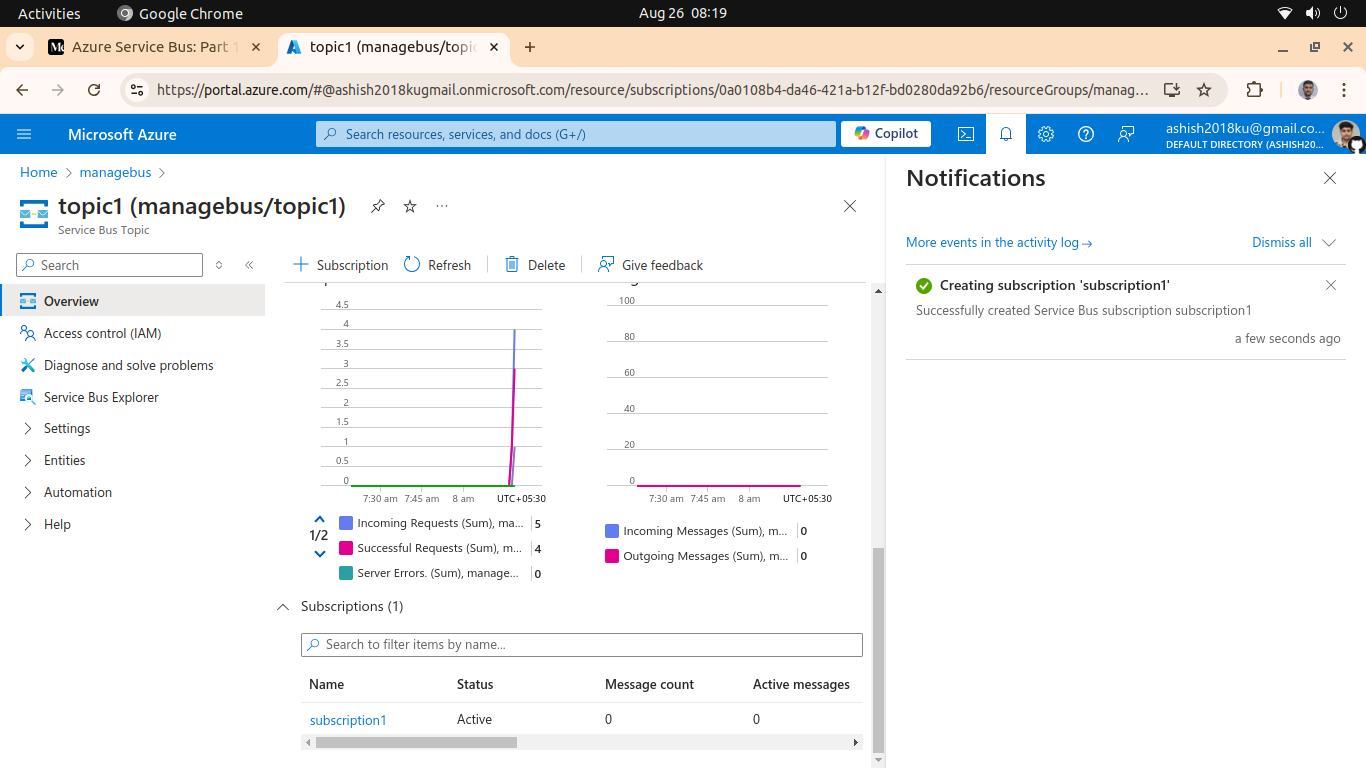 Activities Google Chrome Aug 26 08:19
Azure Service Bus: Part 1 topic1 (managebus/topic
https://portal.azure.com/#@ashish2018kugmail.onmicrosoft.com/resource/subscriptions/0a0108b4-da46-421a-b12f-bd0280da92b6/resourceGroups/manag...
Microsoft Azure Search resources, services, and docs (G+/) Copilot ashish2018ku@gmail.co...
DEFAULT DIRECTORY (ASHISH20...
Home managebus
topic1 (managebus/topic1) ...
Service Bus Topic
Search
Overview
Access control (IAM)
Diagnose and solve problems
Service Bus Explorer
Settings
Entities
Automation
Help
Subscription Refresh Delete Give feedback
4.5
4
3.5
3
2.5
2
1.5
1
0.5
0
7:30 am 7:45 am 8 am UTC+05:30
1/2
Incoming Requests (Sum), ma... 5
Successful Requests (Sum), m... 4
Server Errors. (Sum), manage... 0
100
80
60
40
20
0
7:30 am 7:45 am 8 am UTC+05:30
Incoming Messages (Sum), m... 0
Outgoing Messages (Sum), m... 0
Subscriptions (1)
Search to filter items by name...
Name Status Message count Active messages
subscription1 Active 0 0
Notifications
More events in the activity log → Dismiss all
Creating subscription 'subscription1'
Successfully created Service Bus subscription subscription1
a few seconds ago